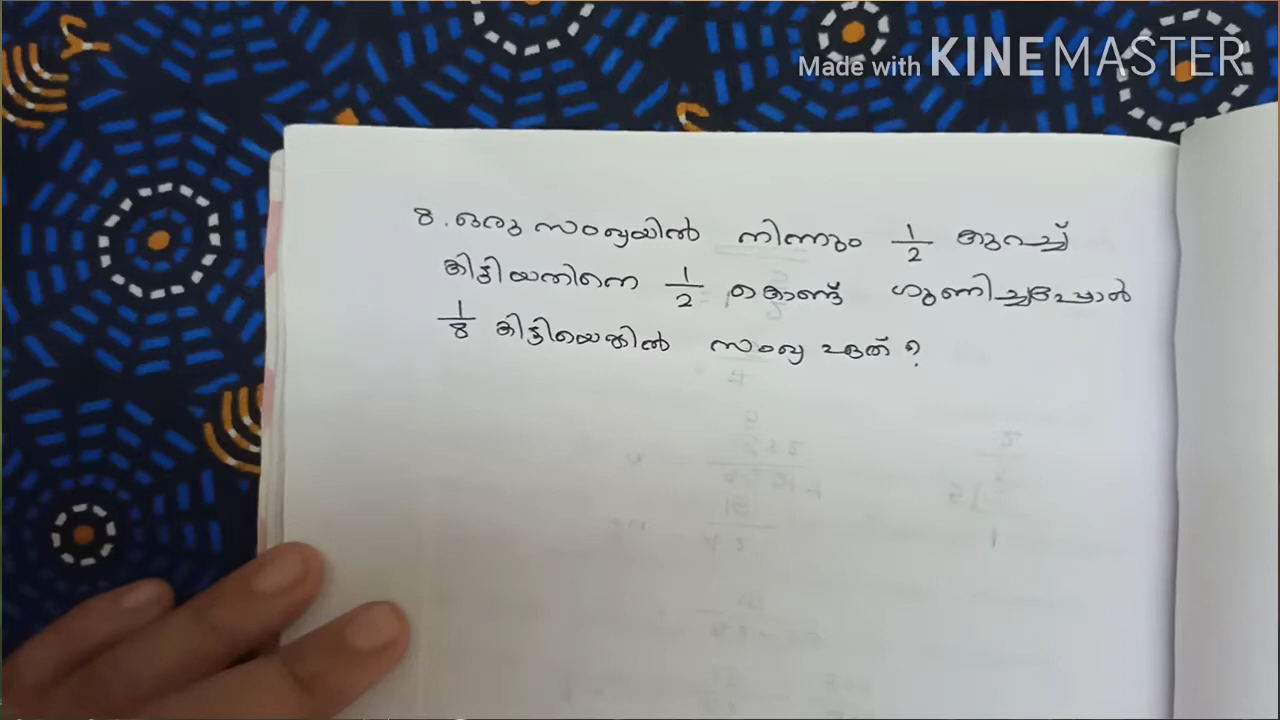 Made with KINEMASTER
8. ഒരു സംഖ്യയിൽ നിന്നും 1/2 കുറച്ച്
കിട്ടിയതിനെ 1/2 കൊണ്ട് ഗുണിച്ചപ്പോൾ
1/8 കിട്ടിയെങ്കിൽ സംഖ്യ ഏത് ?